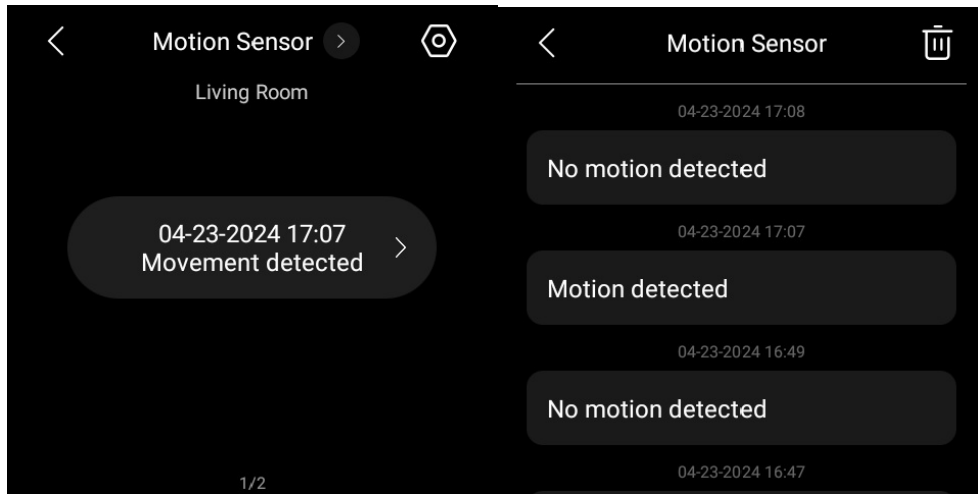 Motion Sensor
Living Room
04-23-2024 17:07
Movement detected
1/2
Motion Sensor
04-23-2024 17:08
No motion detected
04-23-2024 17:07
Motion detected
04-23-2024 16:49
No motion detected
04-23-2024 16:47